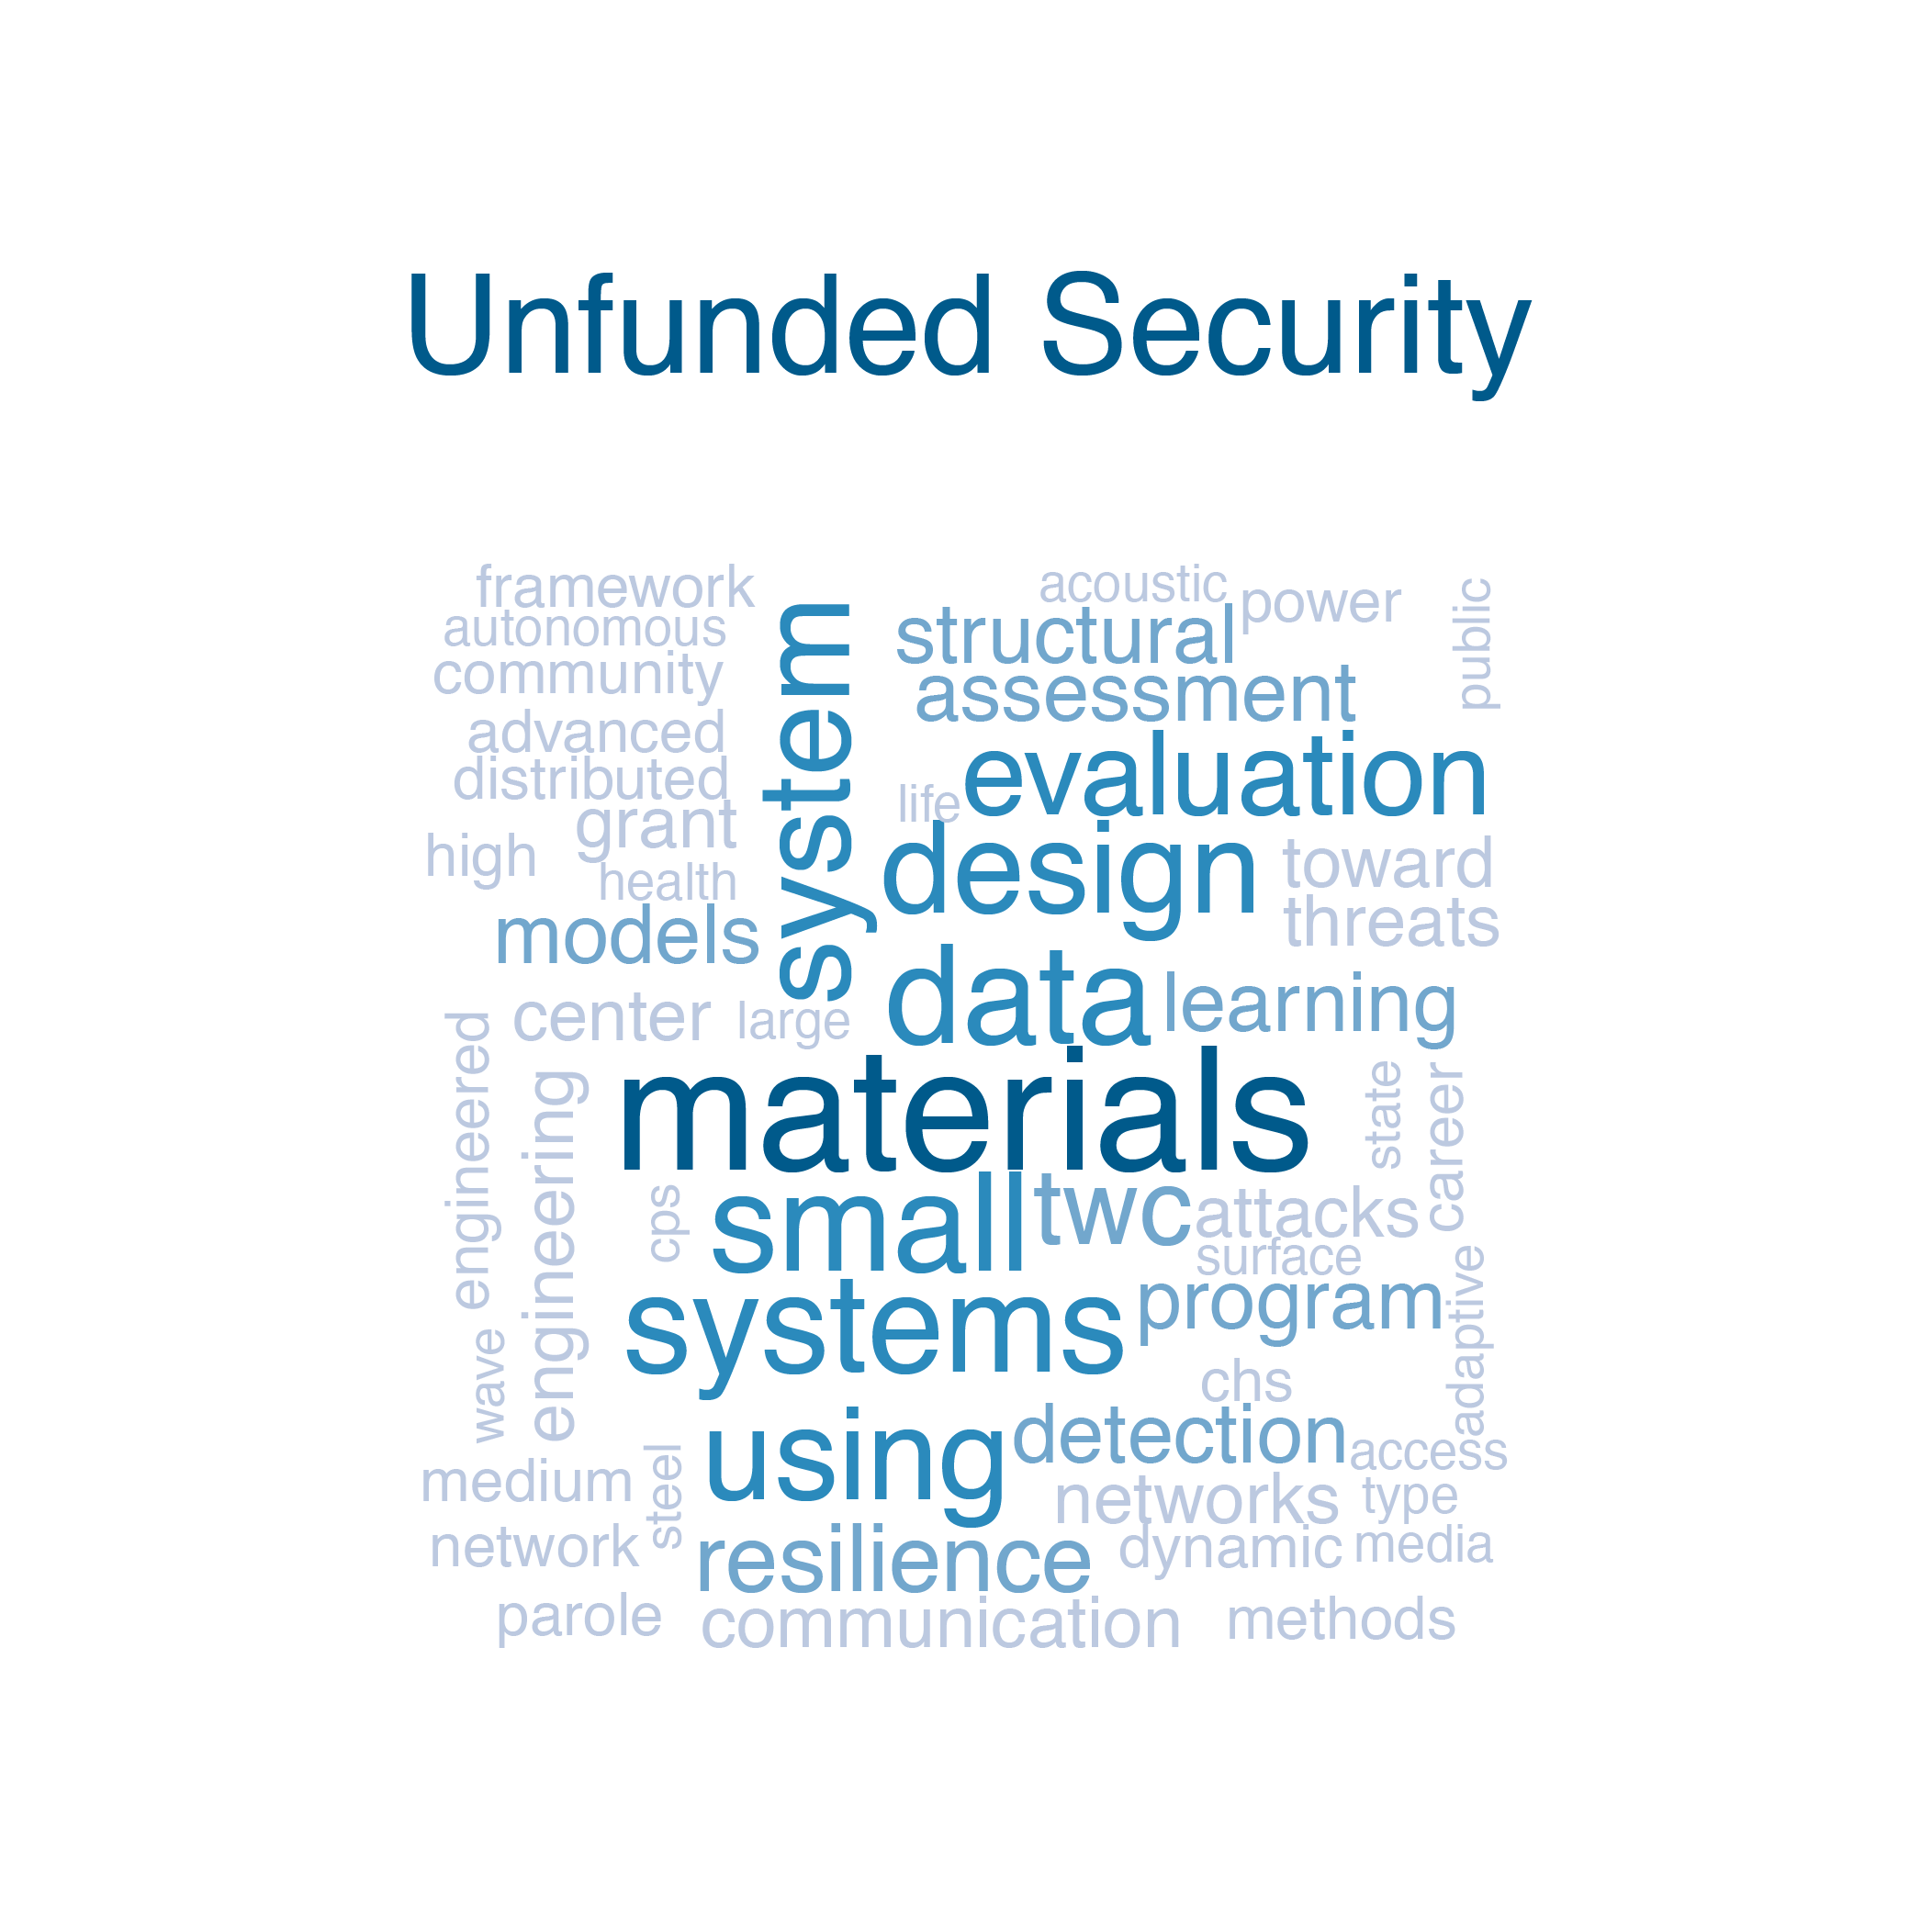 Unfunded Security
framework
acoustic
power
public
autonomous
structural
community
system
assessment
advanced
evaluation
distributed
life
grant
design
toward
high
health
threats
models
data
learning
center
large
engineered
materials
state
career
engineering
cps
small
twc
attacks
surface
systems
program
adaptive
wave
chs
using
detection
access
medium
steel
networks
type
network
resilience
dynamic
media
parole
communication
methods